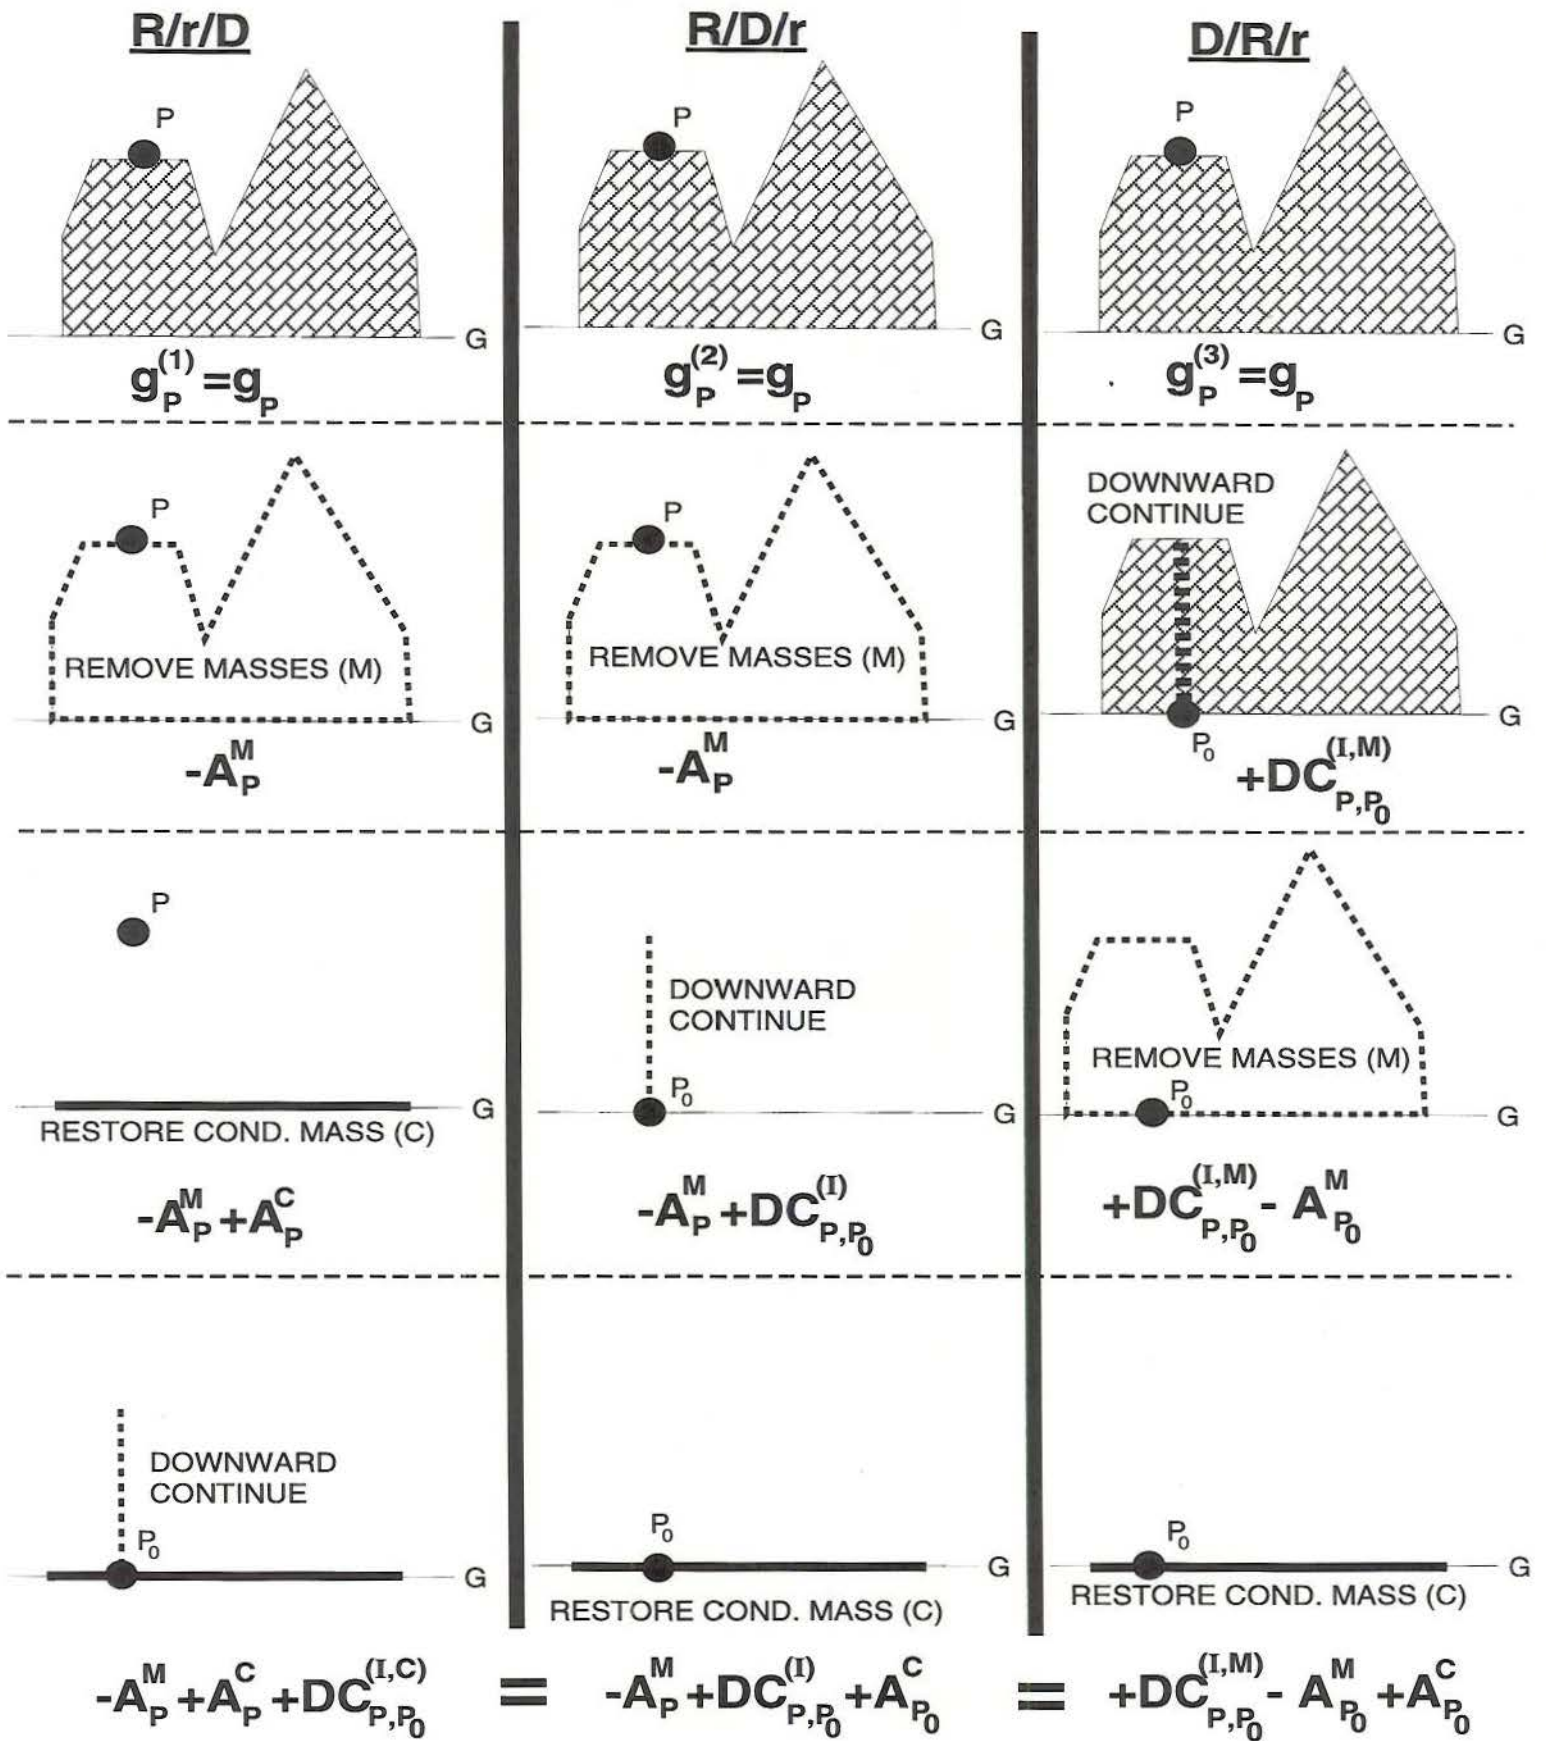 R/r/D
R/D/r
D/R/r
P
P
P
G
G
G
g_P^(1)=g_P
g_P^(2)=g_P
g_P^(3)=g_P
P
REMOVE MASSES (M)
G
-A_P^M
P
REMOVE MASSES (M)
G
-A_P^M
DOWNWARD
CONTINUE
G
P_0
+DC_P,P_0^(I,M)
P
G
RESTORE COND. MASS (C)
-A_P^M+A_P^C
DOWNWARD
CONTINUE
P_0
G
-A_P^M+DC_P,P_0^(I)
REMOVE MASSES (M)
P_0
G
+DC_P,P_0^(I,M)- A_P_0^M
DOWNWARD
CONTINUE
P_0
G
P_0
G
RESTORE COND. MASS (C)
P_0
G
RESTORE COND. MASS (C)
-A_P^M+A_P^C+DC_P,P_0^(I,C) = -A_P^M+DC_P,P_0^(I)+A_P_0^C = +DC_P,P_0^(I,M)- A_P_0^M+A_P_0^C